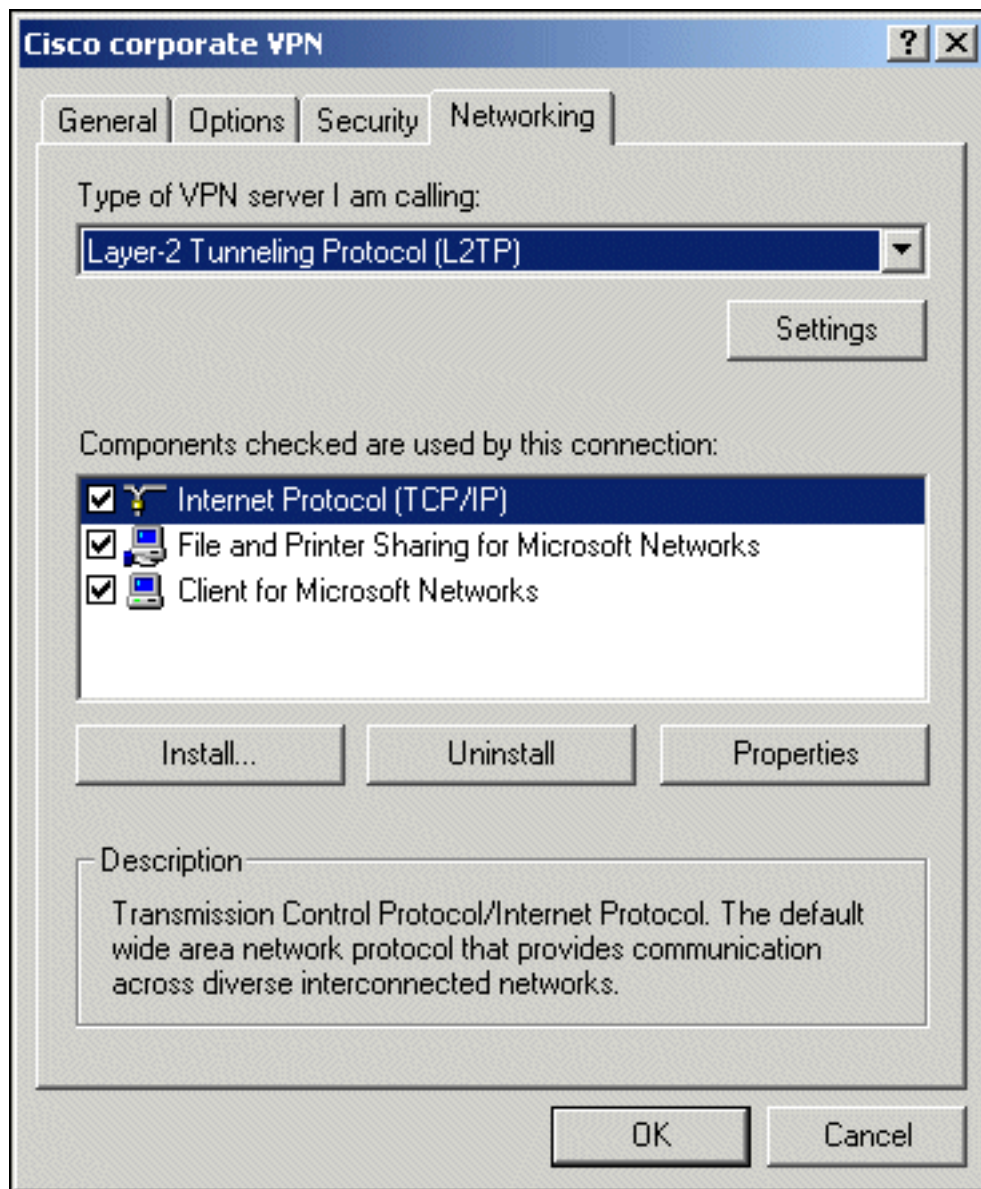 Cisco corporate VPN
General
Options
Security
Networking
Type of VPN server I am calling:
Layer-2 Tunneling Protocol (L2TP)
Settings
Components checked are used by this connection:
Internet Protocol (TCP/IP)
File and Printer Sharing for Microsoft Networks
Client for Microsoft Networks
Install...
Uninstall
Properties
Description
Transmission Control Protocol/Internet Protocol. The default
wide area network protocol that provides communication
across diverse interconnected networks.
OK
Cancel